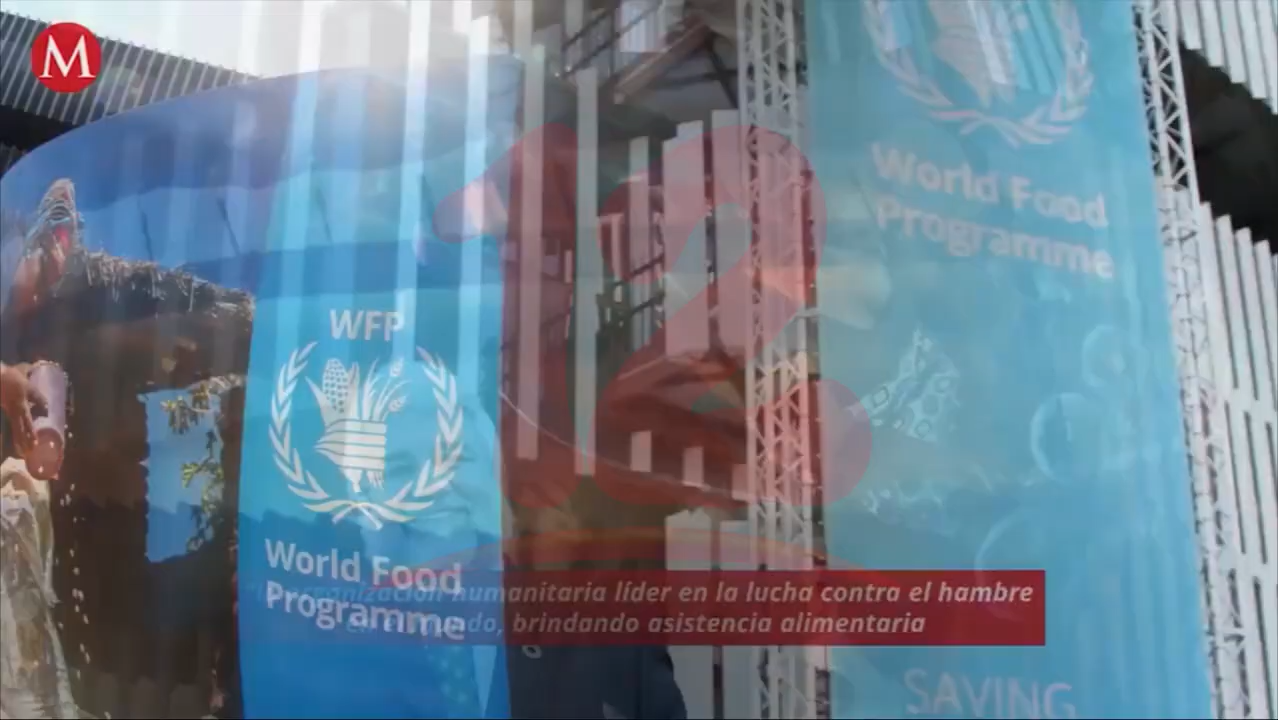 M
World Food
Programme
12
WFP
World Food
Programme
humanitaria líder en la lucha contra el hambre
brindando asistencia alimentaria
SAVING